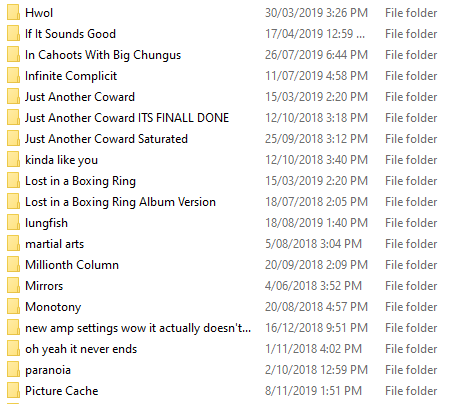 Hwol 30/03/2019 3:26 PM File folder
If It Sounds Good 17/04/2019 12:59 ... File folder
In Cahoots With Big Chungus 26/07/2019 6:44 PM File folder
Infinite Complicit 11/07/2019 4:58 PM File folder
Just Another Coward 15/03/2019 2:20 PM File folder
Just Another Coward ITS FINALL DONE 12/10/2018 3:18 PM File folder
Just Another Coward Saturated 25/09/2018 3:12 PM File folder
kinda like you 12/10/2018 3:40 PM File folder
Lost in a Boxing Ring 15/03/2019 2:20 PM File folder
Lost in a Boxing Ring Album Version 18/07/2018 2:05 PM File folder
lungfish 18/08/2019 1:40 PM File folder
martial arts 5/08/2018 3:04 PM File folder
Millionth Column 20/09/2018 2:09 PM File folder
Mirrors 4/06/2018 3:52 PM File folder
Monotony 20/08/2018 4:57 PM File folder
new amp settings wow it actually doesn't... 16/12/2018 9:51 PM File folder
oh yeah it never ends 1/11/2018 4:02 PM File folder
paranoia 2/10/2018 12:59 PM File folder
Picture Cache 8/11/2019 1:51 PM File folder